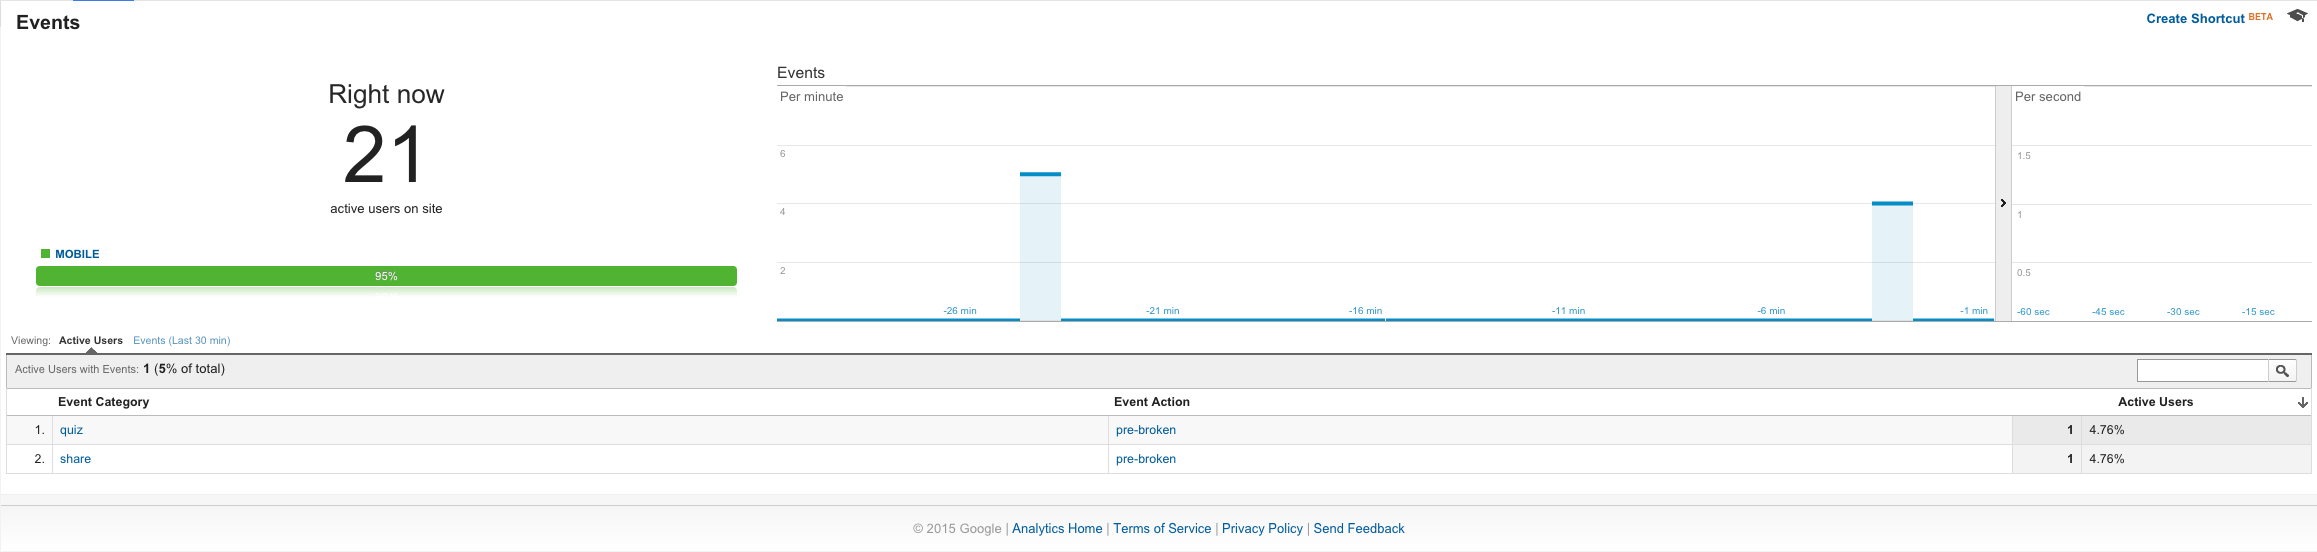 Events
Create Shortcut BETA
Right now
21
active users on site
MOBILE
95%
Events
Per minute
6
4
2
-26 min -21 min -16 min -11 min -6 min -1 min
Per second
1.5
1
0.5
-60 sec -45 sec -30 sec -15 sec
Viewing: Active Users Events (Last 30 min)
Active Users with Events: 1 (5% of total)
Event Category Event Action Active Users
1. quiz pre-broken 1 4.76%
2. share pre-broken 1 4.76%
© 2015 Google | Analytics Home | Terms of Service | Privacy Policy | Send Feedback